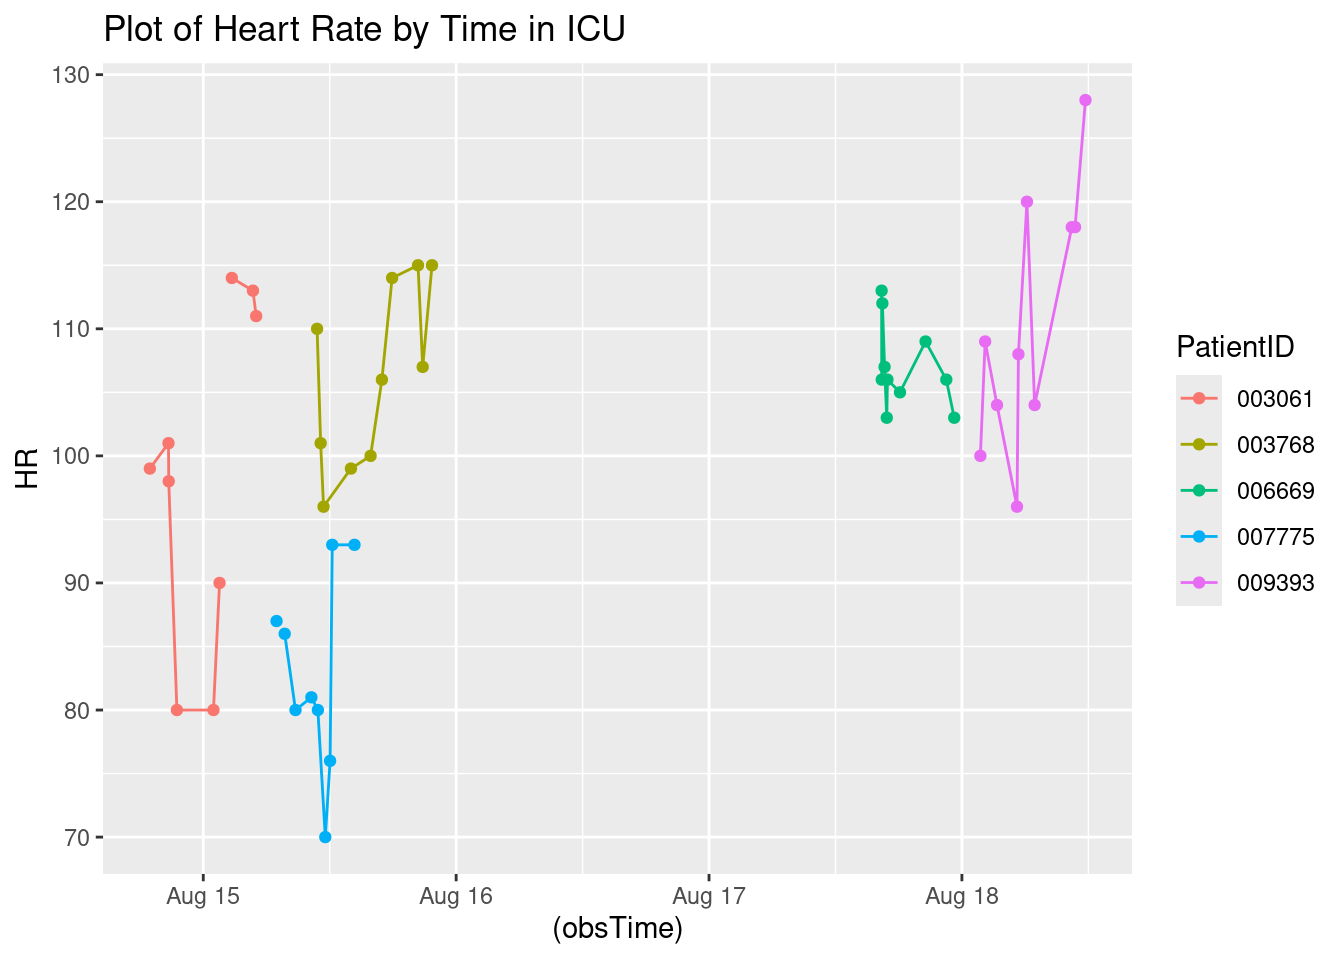 Plot of Heart Rate by Time in ICU
130
120
110
100
90
80
70
HR
Aug 15
Aug 16
Aug 17
Aug 18
(obsTime)
PatientID
003061
003768
006669
007775
009393